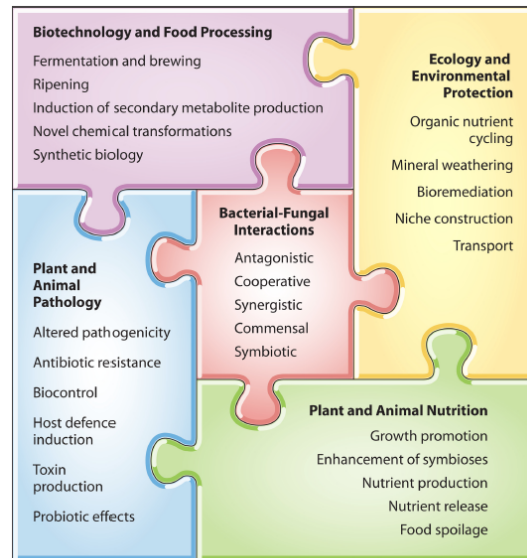 Biotechnology and Food Processing
Fermentation and brewing
Ripening
Induction of secondary metabolite production
Novel chemical transformations
Synthetic biology
Ecology and
Environmental
Protection
Organic nutrient
cycling
Mineral weathering
Bioremediation
Niche construction
Transport
Bacterial-Fungal
Interactions
Antagonistic
Cooperative
Synergistic
Commensal
Symbiotic
Plant and
Animal
Pathology
Altered pathogenicity
Antibiotic resistance
Biocontrol
Host defence
induction
Toxin
production
Probiotic effects
Plant and Animal Nutrition
Growth promotion
Enhancement of symbioses
Nutrient production
Nutrient release
Food spoilage